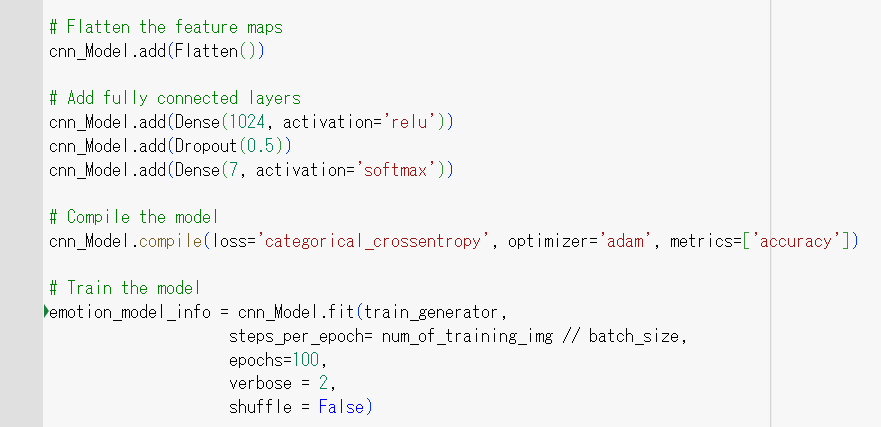 # Flatten the feature maps
cnn_Model.add(Flatten())
# Add fully connected layers
cnn_Model.add(Dense(1024, activation='relu'))
cnn_Model.add(Dropout(0.5))
cnn_Model.add(Dense(7, activation='softmax'))
# Compile the model
cnn_Model.compile(loss='categorical_crossentropy', optimizer='adam', metrics=['accuracy'])
# Train the model
emotion_model_info = cnn_Model.fit(train_generator,
steps_per_epoch= num_of_training_img // batch_size,
epochs=100,
verbose = 2,
shuffle = False)